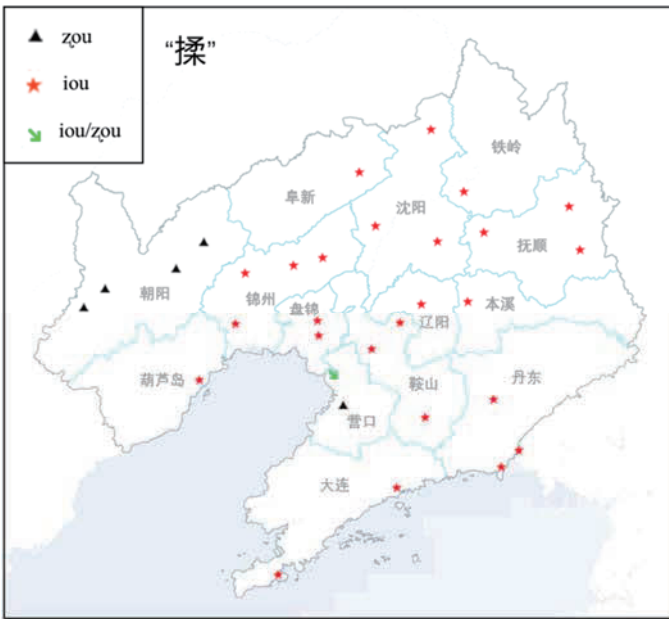 ʐou
iou
iou/ʐou
“揉”
铁岭
阜新
沈阳
抚顺
朝阳
锦州
盘锦
辽阳
本溪
葫芦岛
鞍山
丹东
营口
大连